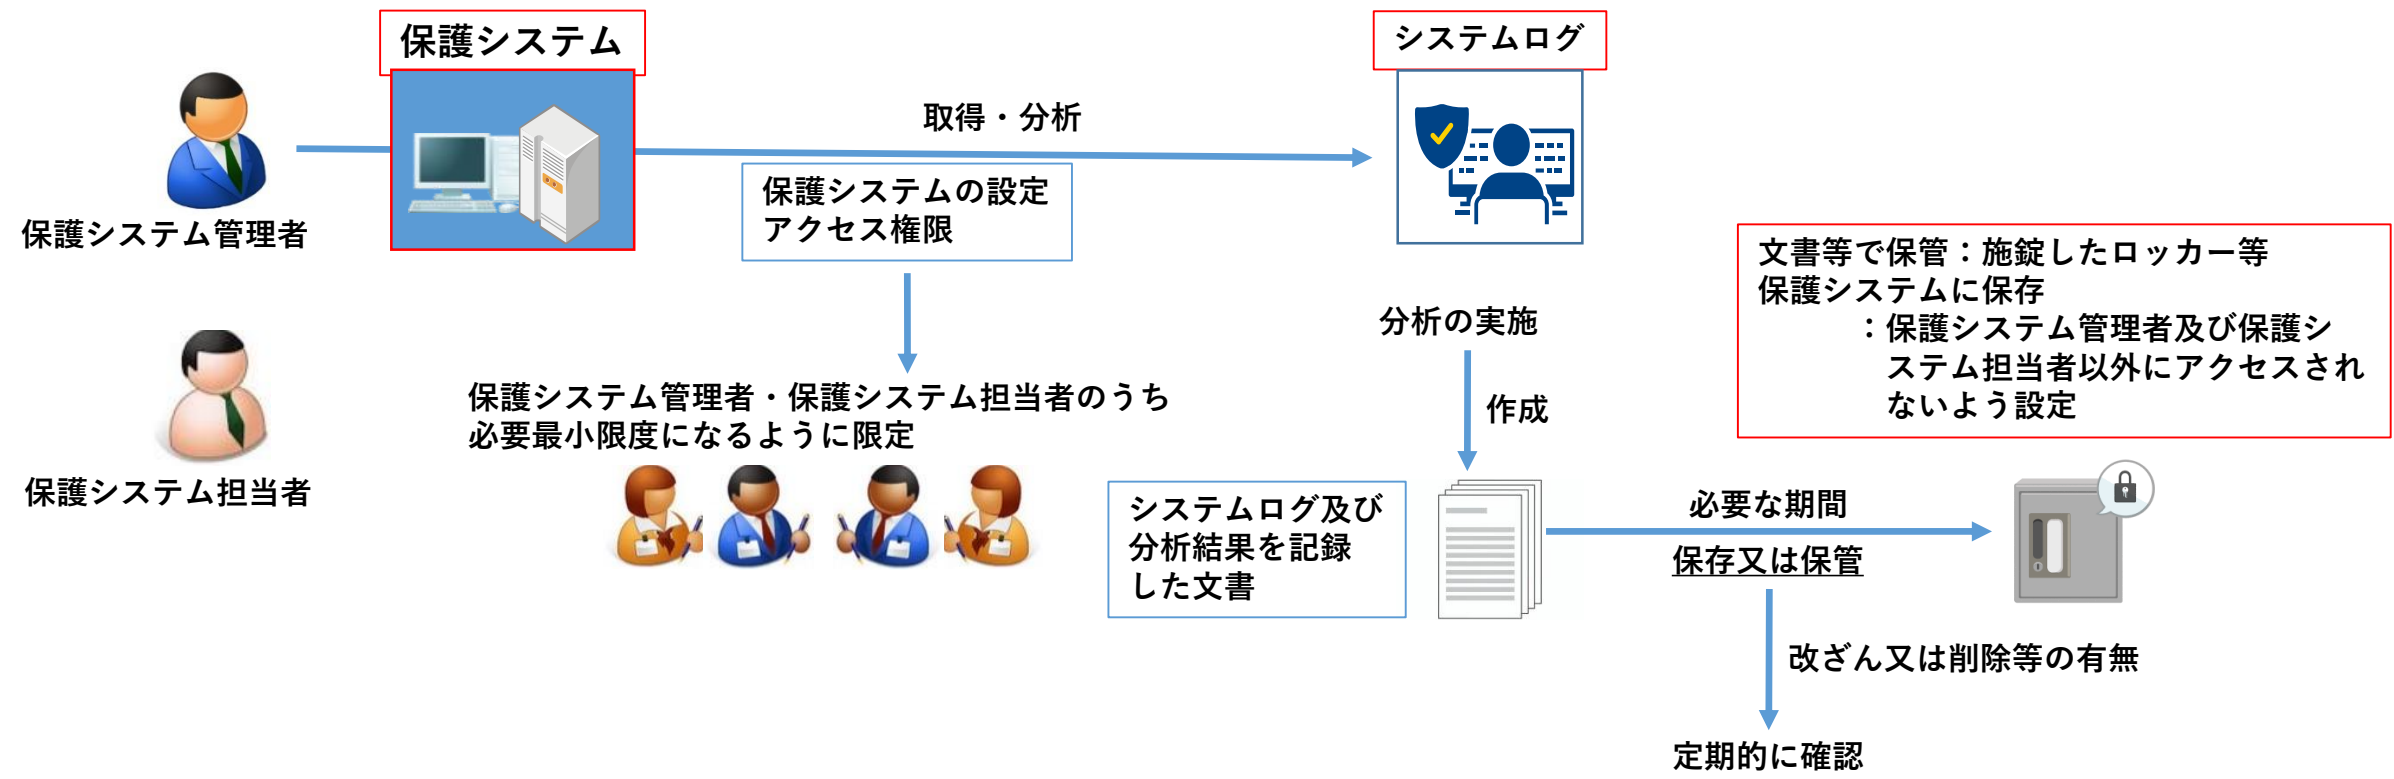 保護システム
システムログ
取得・分析
保護システムの設定
アクセス権限
保護システム管理者
文書等で保管：施錠したロッカー等
保護システムに保存
：保護システム管理者及び保護シ
ステム担当者以外にアクセスされ
ないよう設定
分析の実施
作成
保護システム管理者・保護システム担当者のうち
必要最小限度になるように限定
保護システム担当者
システムログ及び
分析結果を記録
した文書
必要な期間
保存又は保管
改ざん又は削除等の有無
定期的に確認